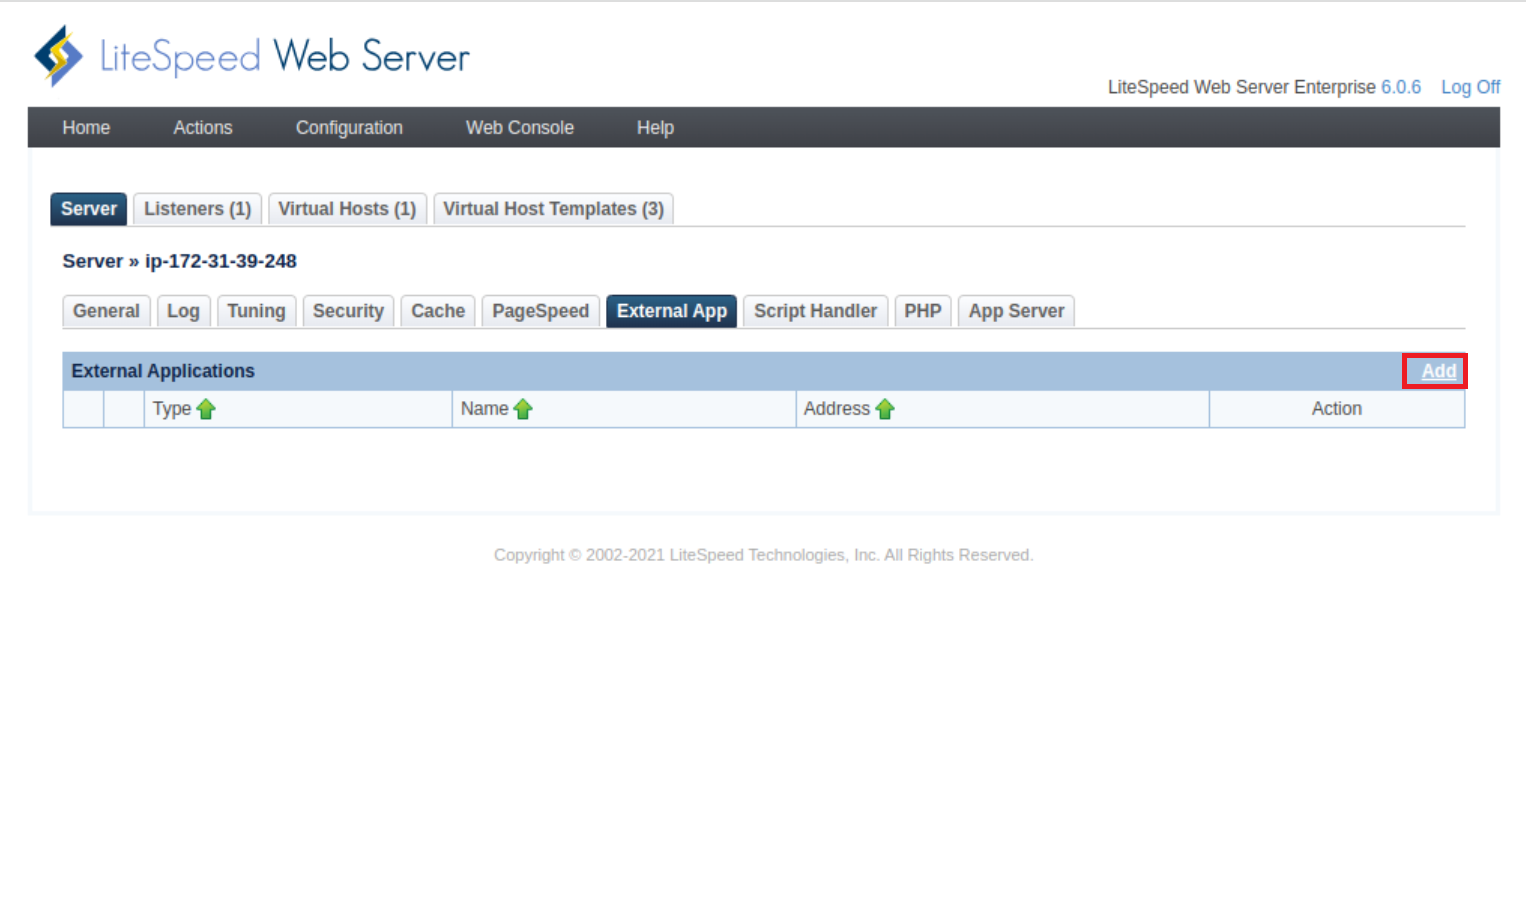 LiteSpeed Web Server
LiteSpeed Web Server Enterprise 6.0.6 Log Off
Home Actions Configuration Web Console Help
Server Listeners (1) Virtual Hosts (1) Virtual Host Templates (3)
Server » ip-172-31-39-248
General Log Tuning Security Cache PageSpeed External App Script Handler PHP App Server
External Applications Add
Type Name Address Action
Copyright © 2002-2021 LiteSpeed Technologies, Inc. All Rights Reserved.